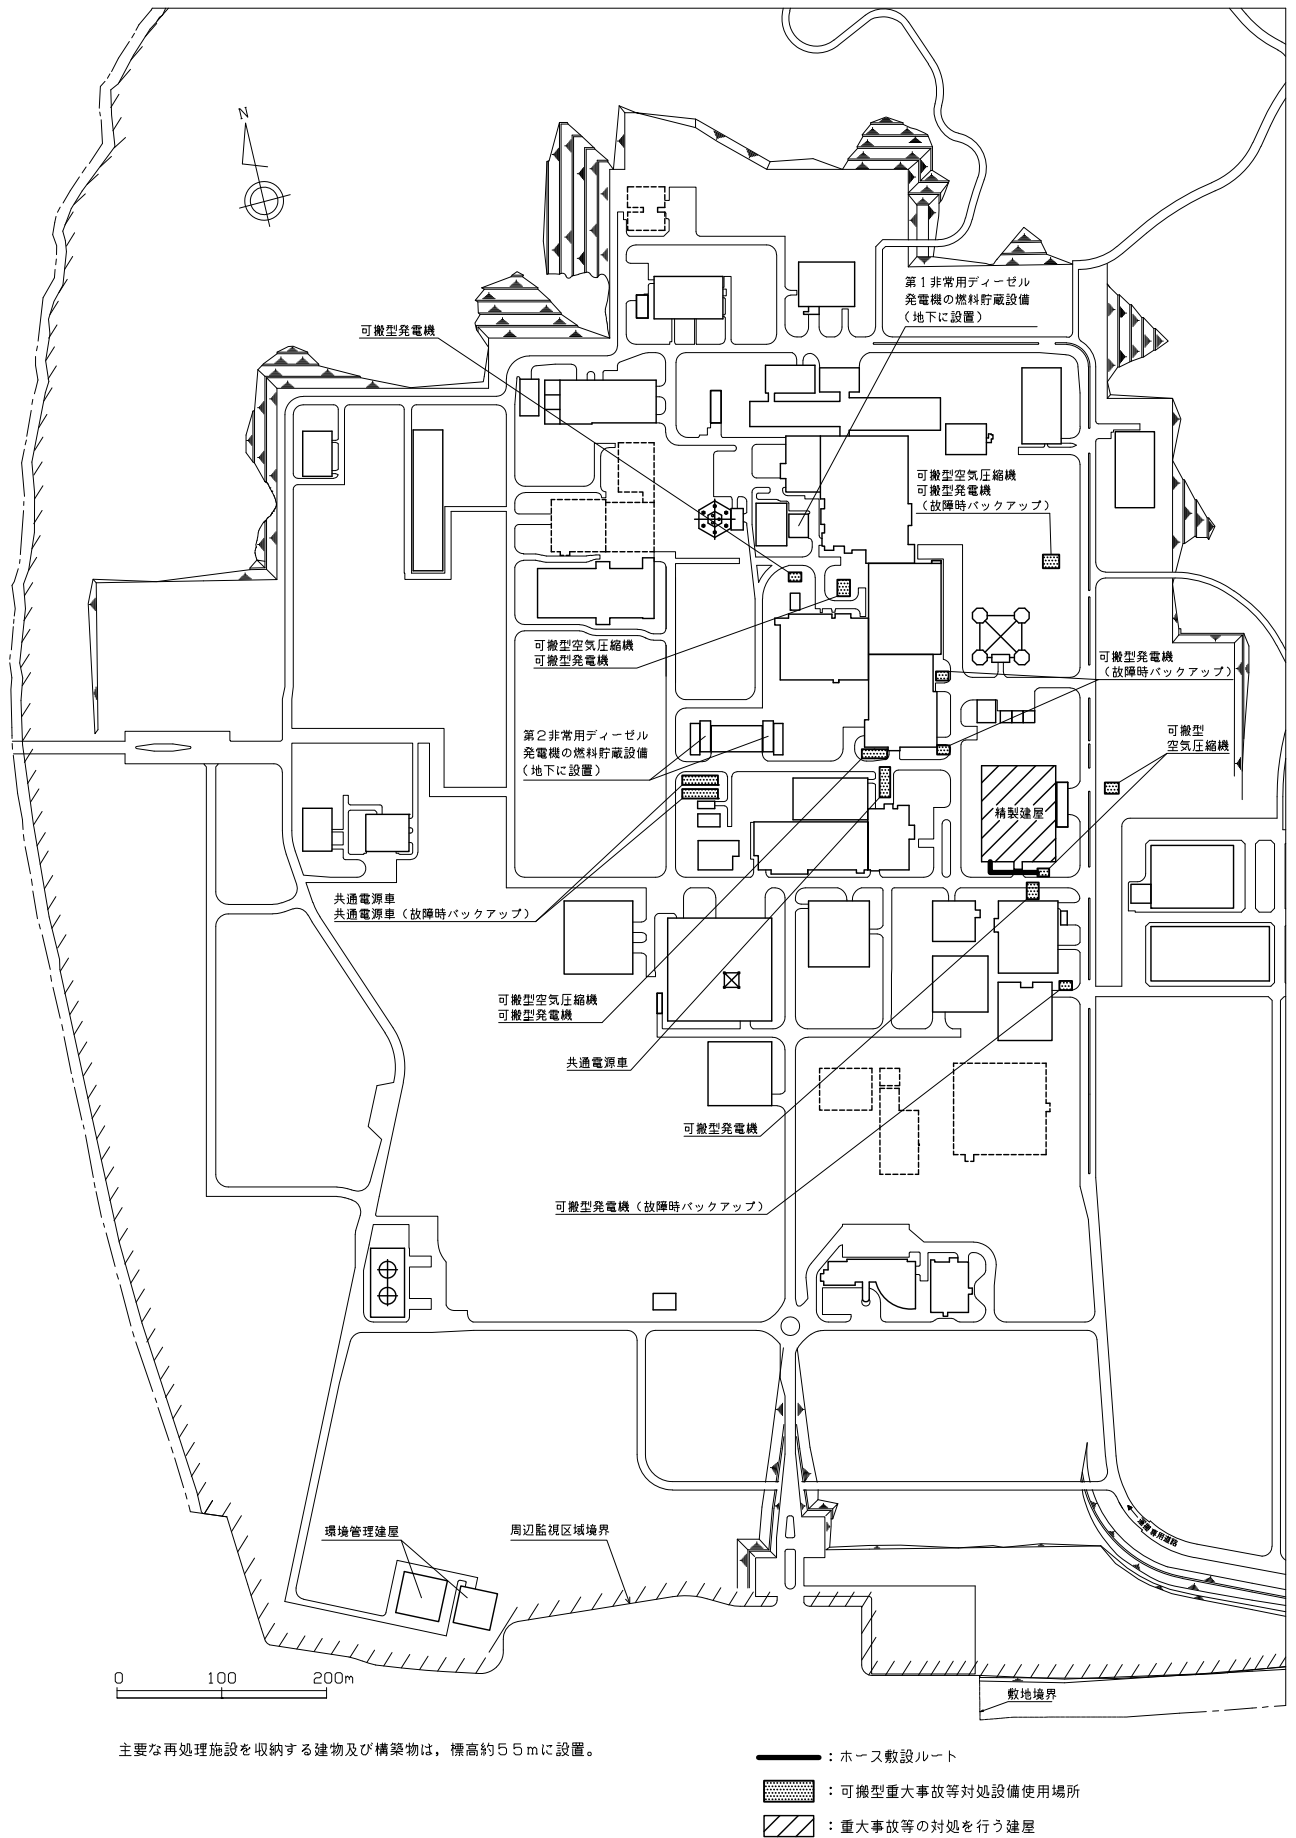 N
第１非常用ディーゼル
発電機の燃料貯蔵設備
（地下に設置）
可搬型発電機
可搬型空気圧縮機
可搬型発電機
（故障時バックアップ）
可搬型空気圧縮機
可搬型発電機
可搬型発電機
（故障時バックアップ）
第２非常用ディーゼル
発電機の燃料貯蔵設備
（地下に設置）
可搬型
空気圧縮機
精製建屋
共通電源車
共通電源車（故障時バックアップ）
可搬型空気圧縮機
可搬型発電機
共通電源車
可搬型発電機
可搬型発電機（故障時バックアップ）
環境管理建屋
周辺監視区域境界
運搬専用道路
0 100 200m
敷地境界
主要な再処理施設を収納する建物及び構築物は，標高約５５ｍに設置。
：ホース敷設ルート
：可搬型重大事故等対処設備使用場所
：重大事故等の対処を行う建屋